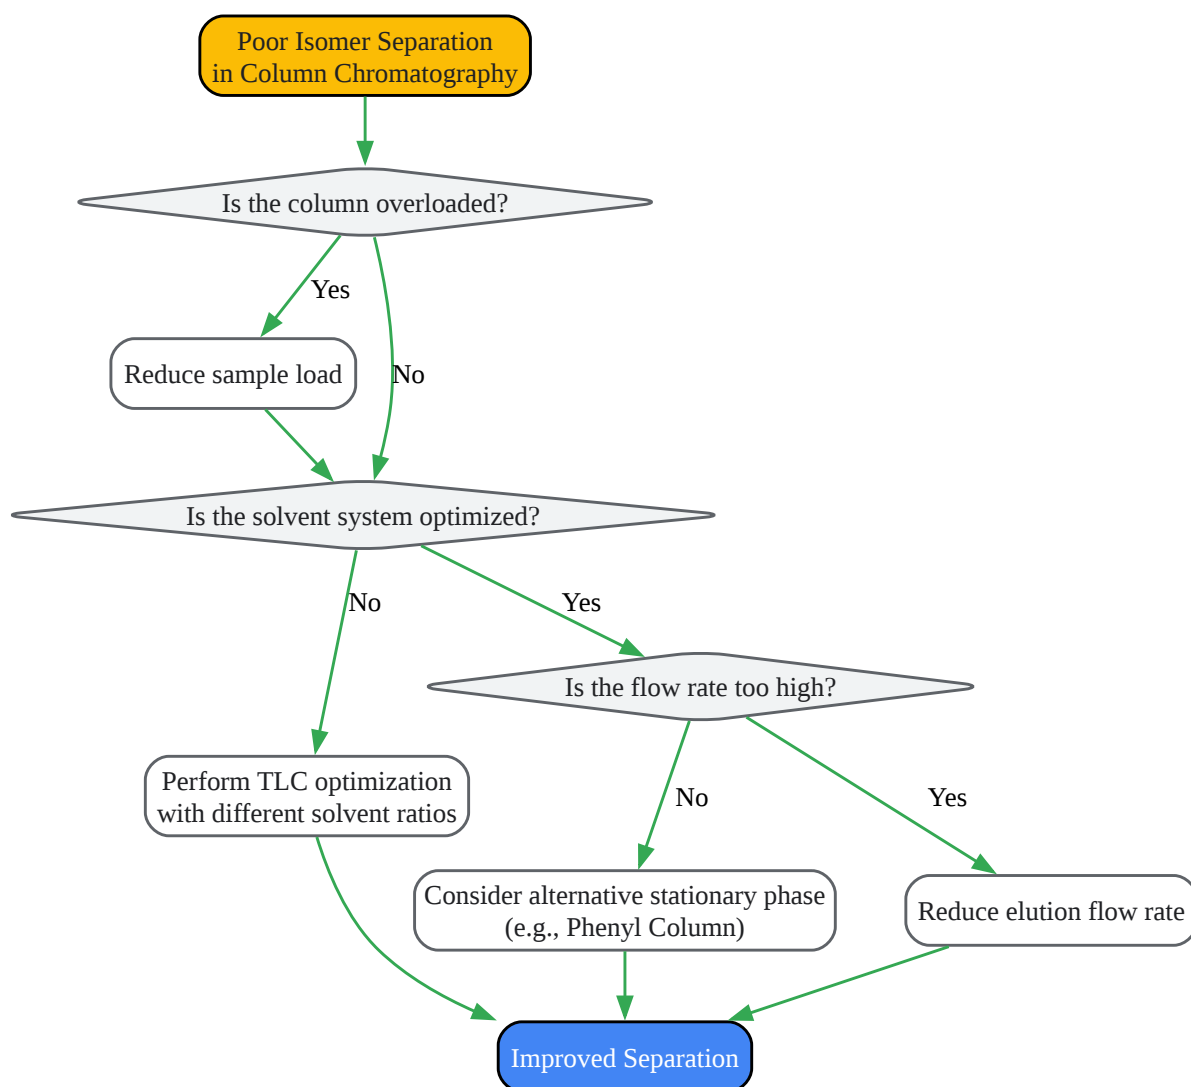 Poor Isomer Separation
in Column Chromatography
Is the column overloaded?
Yes
Reduce sample load
No
Is the solvent system optimized?
No
Yes
Is the flow rate too high?
Perform TLC optimization
with different solvent ratios
No
Yes
Consider alternative stationary phase
(e.g., Phenyl Column)
Reduce elution flow rate
Improved Separation